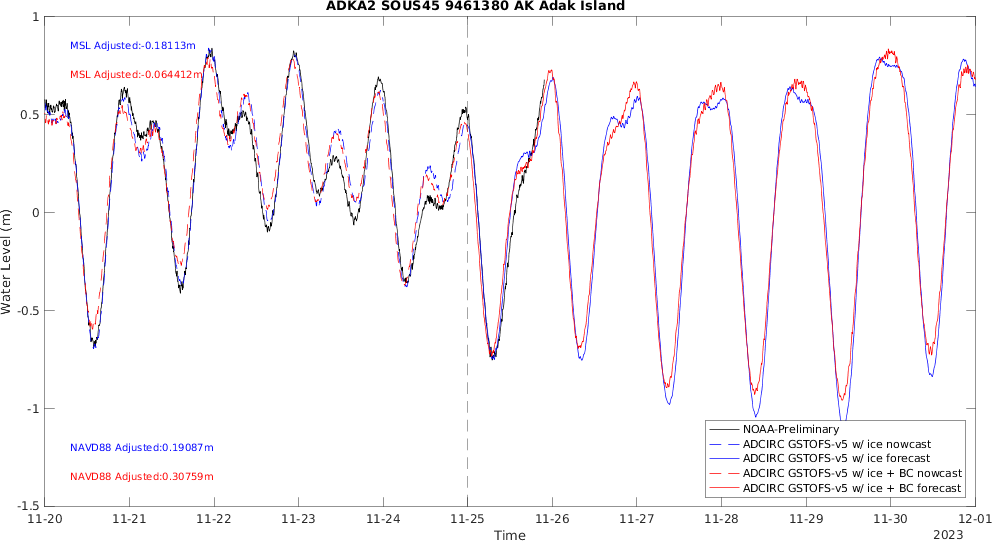 ADKA2 SOUS45 9461380 AK Adak Island
MSL Adjusted:-0.18113m
MSL Adjusted:-0.064412m
NAVD88 Adjusted:0.19087m
NAVD88 Adjusted:0.30759m
Water Level (m)
1
0.5
0
-0.5
-1
-1.5
NOAA-Preliminary
ADCIRC GSTOFS-v5 w/ ice nowcast
ADCIRC GSTOFS-v5 w/ ice forecast
ADCIRC GSTOFS-v5 w/ ice + BC nowcast
ADCIRC GSTOFS-v5 w/ ice + BC forecast
11-20 11-21 11-22 11-23 11-24 11-25 11-26 11-27 11-28 11-29 11-30 12-01
Time
2023